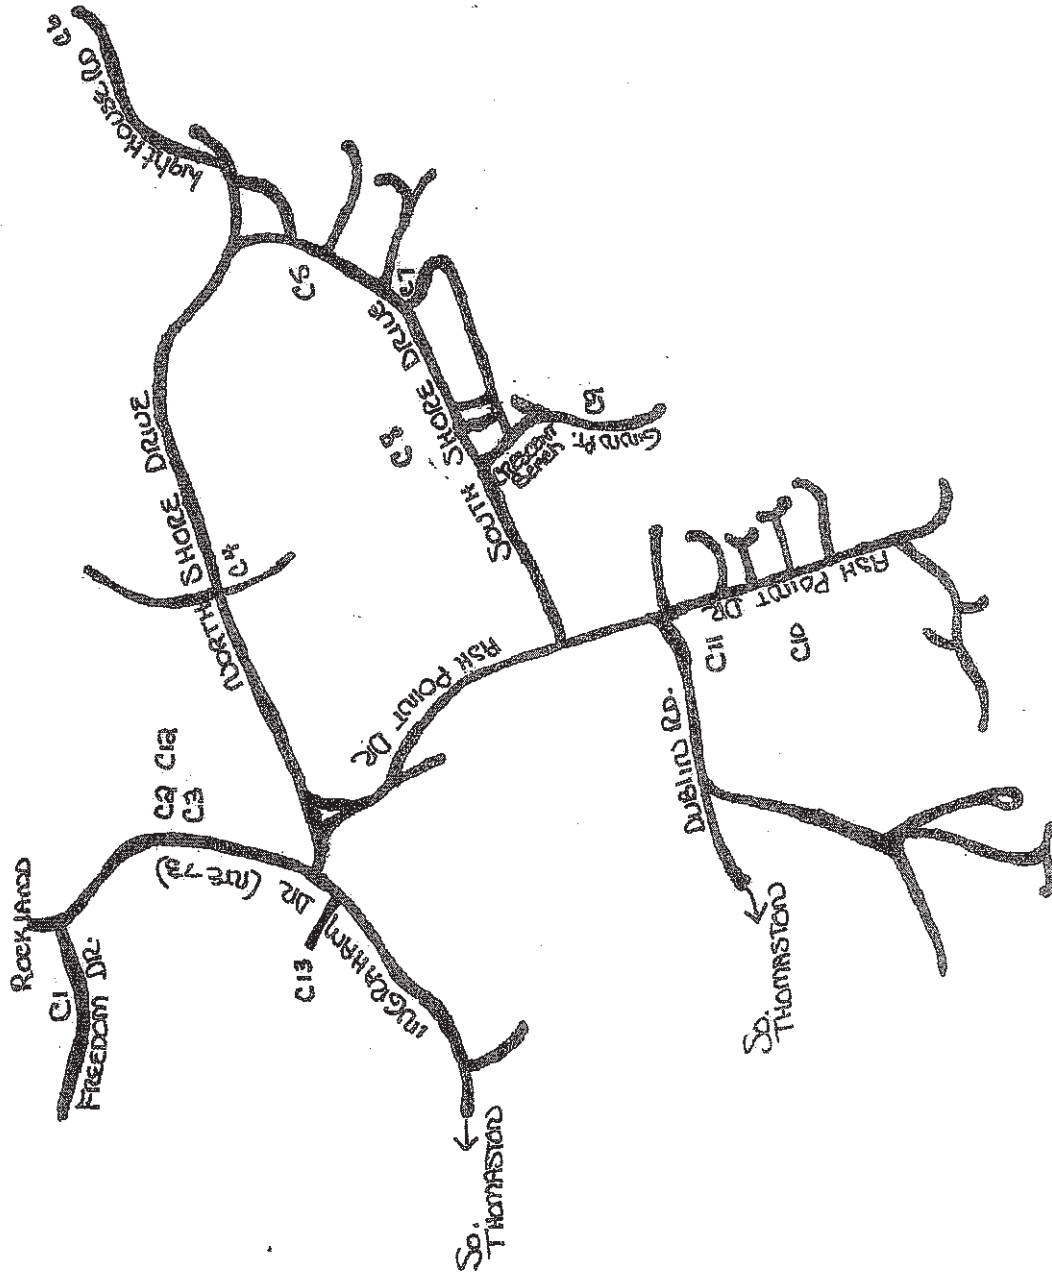 C6
LightHOUSE RD
C5
C7
NORTH SHORE DRIVE
C4
SOUTH SHORE DRIVE
C8
CRESCENT
BEACH
GINN PT.
C9
ASH POINT DR
ASH POINT DR.
C11
C10
DUBLIN RD.
So.
THOMASTON
C2 C12
C3
(RTE 73)
INGRAHAM DR.
C13
ROCKLAND
C1
FREEDOM DR.
So.
THOMASTON